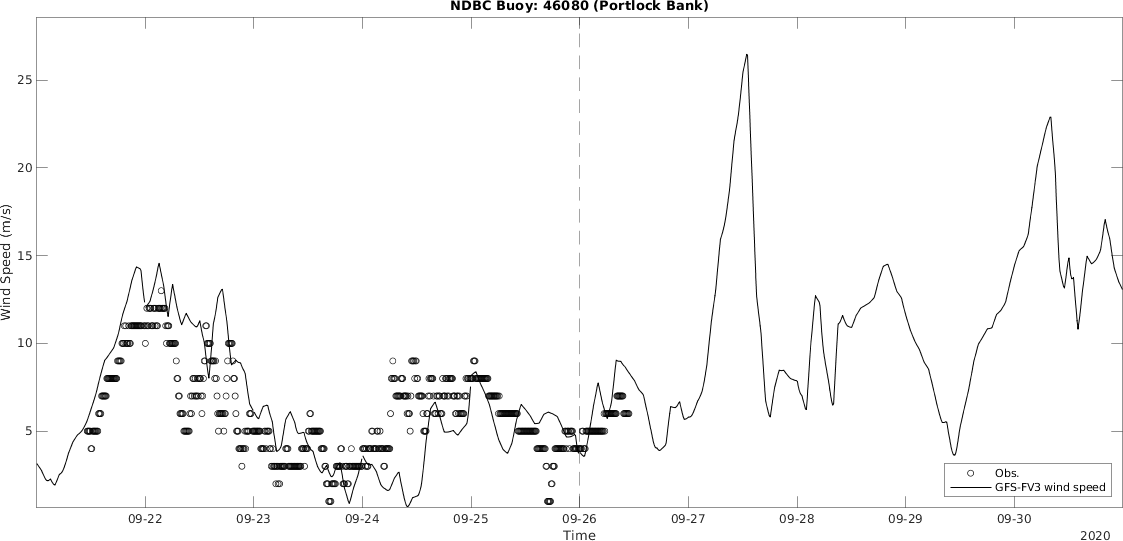 NDBC Buoy: 46080 (Portlock Bank)
25
20
15
10
5
Wind Speed (m/s)
Obs.
GFS-FV3 wind speed
09-22 09-23 09-24 09-25 09-26 09-27 09-28 09-29 09-30
Time
2020